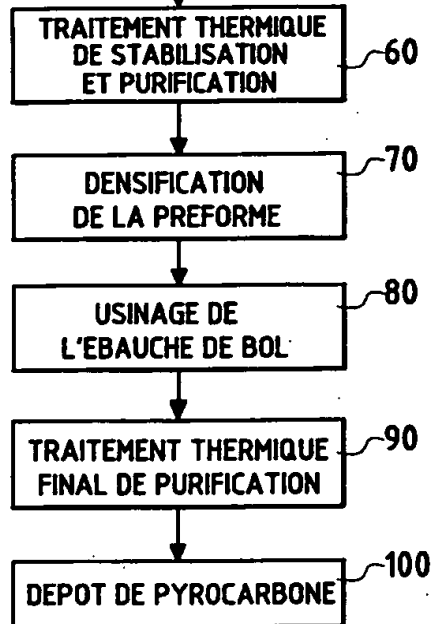 TRAITEMENT THERMIQUE
DE STABILISATION
ET PURIFICATION
60
DENSIFICATION
DE LA PREFORME
70
USINAGE DE
L'EBAUCHE DE BOL
80
TRAITEMENT THERMIQUE
FINAL DE PURIFICATION
90
DEPOT DE PYROCARBONE
100